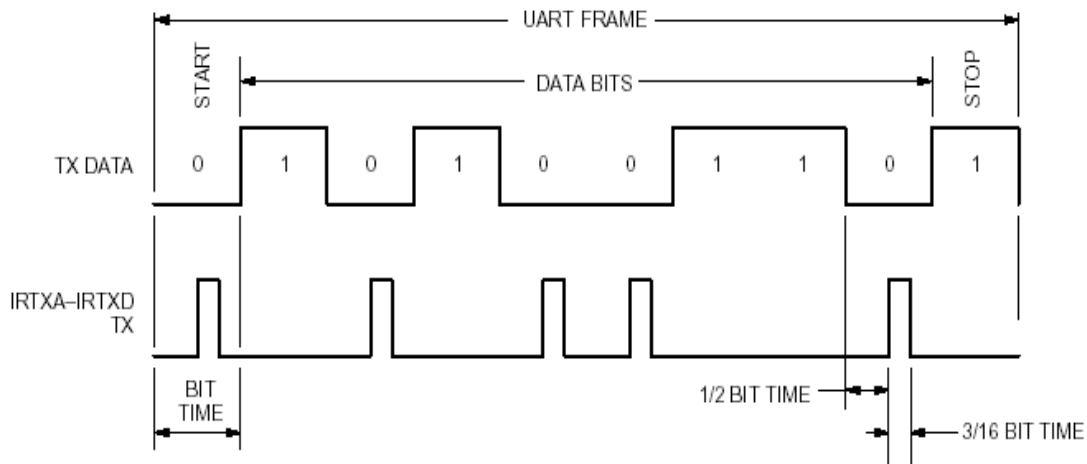 UART FRAME
START
STOP
DATA BITS
TX DATA
0 1 0 1 0 0 1 1 0 1
IRTXA–IRTXD
TX
BIT
TIME
1/2 BIT TIME
3/16 BIT TIME